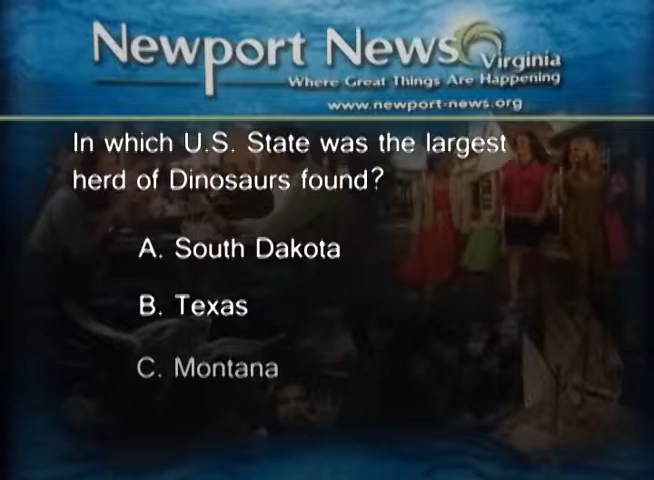 Newport News Virginia
Where Great Things Are Happening
www.newport-news.org
In which U.S. State was the largest
herd of Dinosaurs found?
A. South Dakota
B. Texas
C. Montana